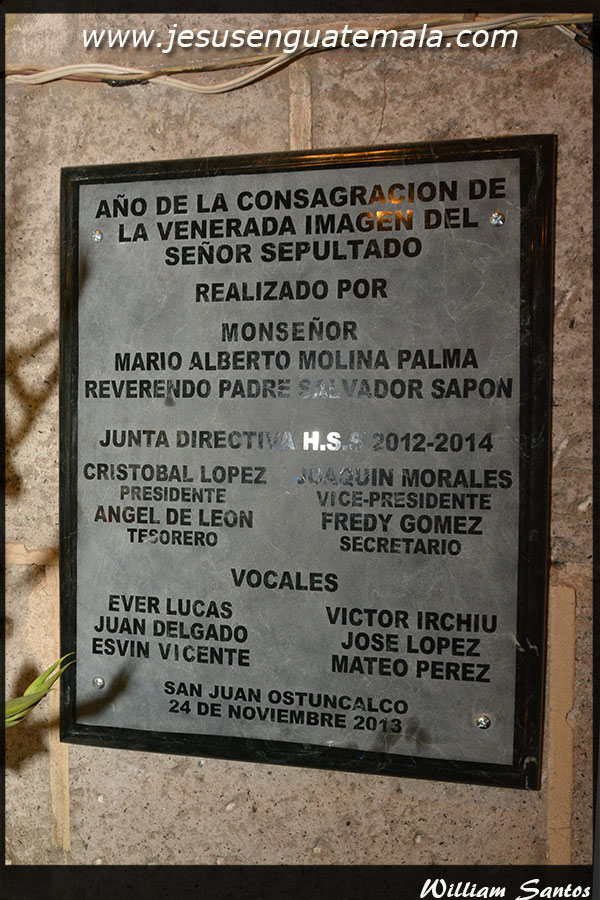 www.jesusenguatemala.com
AÑO DE LA CONSAGRACION DE
LA VENERADA IMAGEN DEL
SEÑOR SEPULTADO
REALIZADO POR
MONSEÑOR
MARIO ALBERTO MOLINA PALMA
REVERENDO PADRE SALVADOR SAPON
JUNTA DIRECTIVA H.S.S 2012-2014
CRISTOBAL LOPEZ JUAQUIN MORALES
PRESIDENTE VICE-PRESIDENTE
ANGEL DE LEON FREDY GOMEZ
TESORERO SECRETARIO
VOCALES
EVER LUCAS VICTOR IRCHIU
JUAN DELGADO JOSE LOPEZ
ESVIN VICENTE MATEO PEREZ
SAN JUAN OSTUNCALCO
24 DE NOVIEMBRE 2013
William Santos